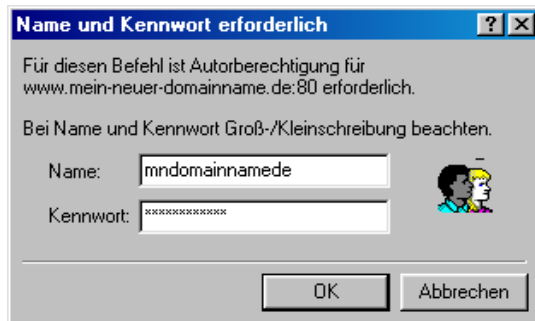 Name und Kennwort erforderlich
Für diesen Befehl ist Autorberechtigung für
www.mein-neuer-domainname.de:80 erforderlich.
Bei Name und Kennwort Groß-/Kleinschreibung beachten.
Name: mndomainnamede
Kennwort: ************
OK Abbrechen